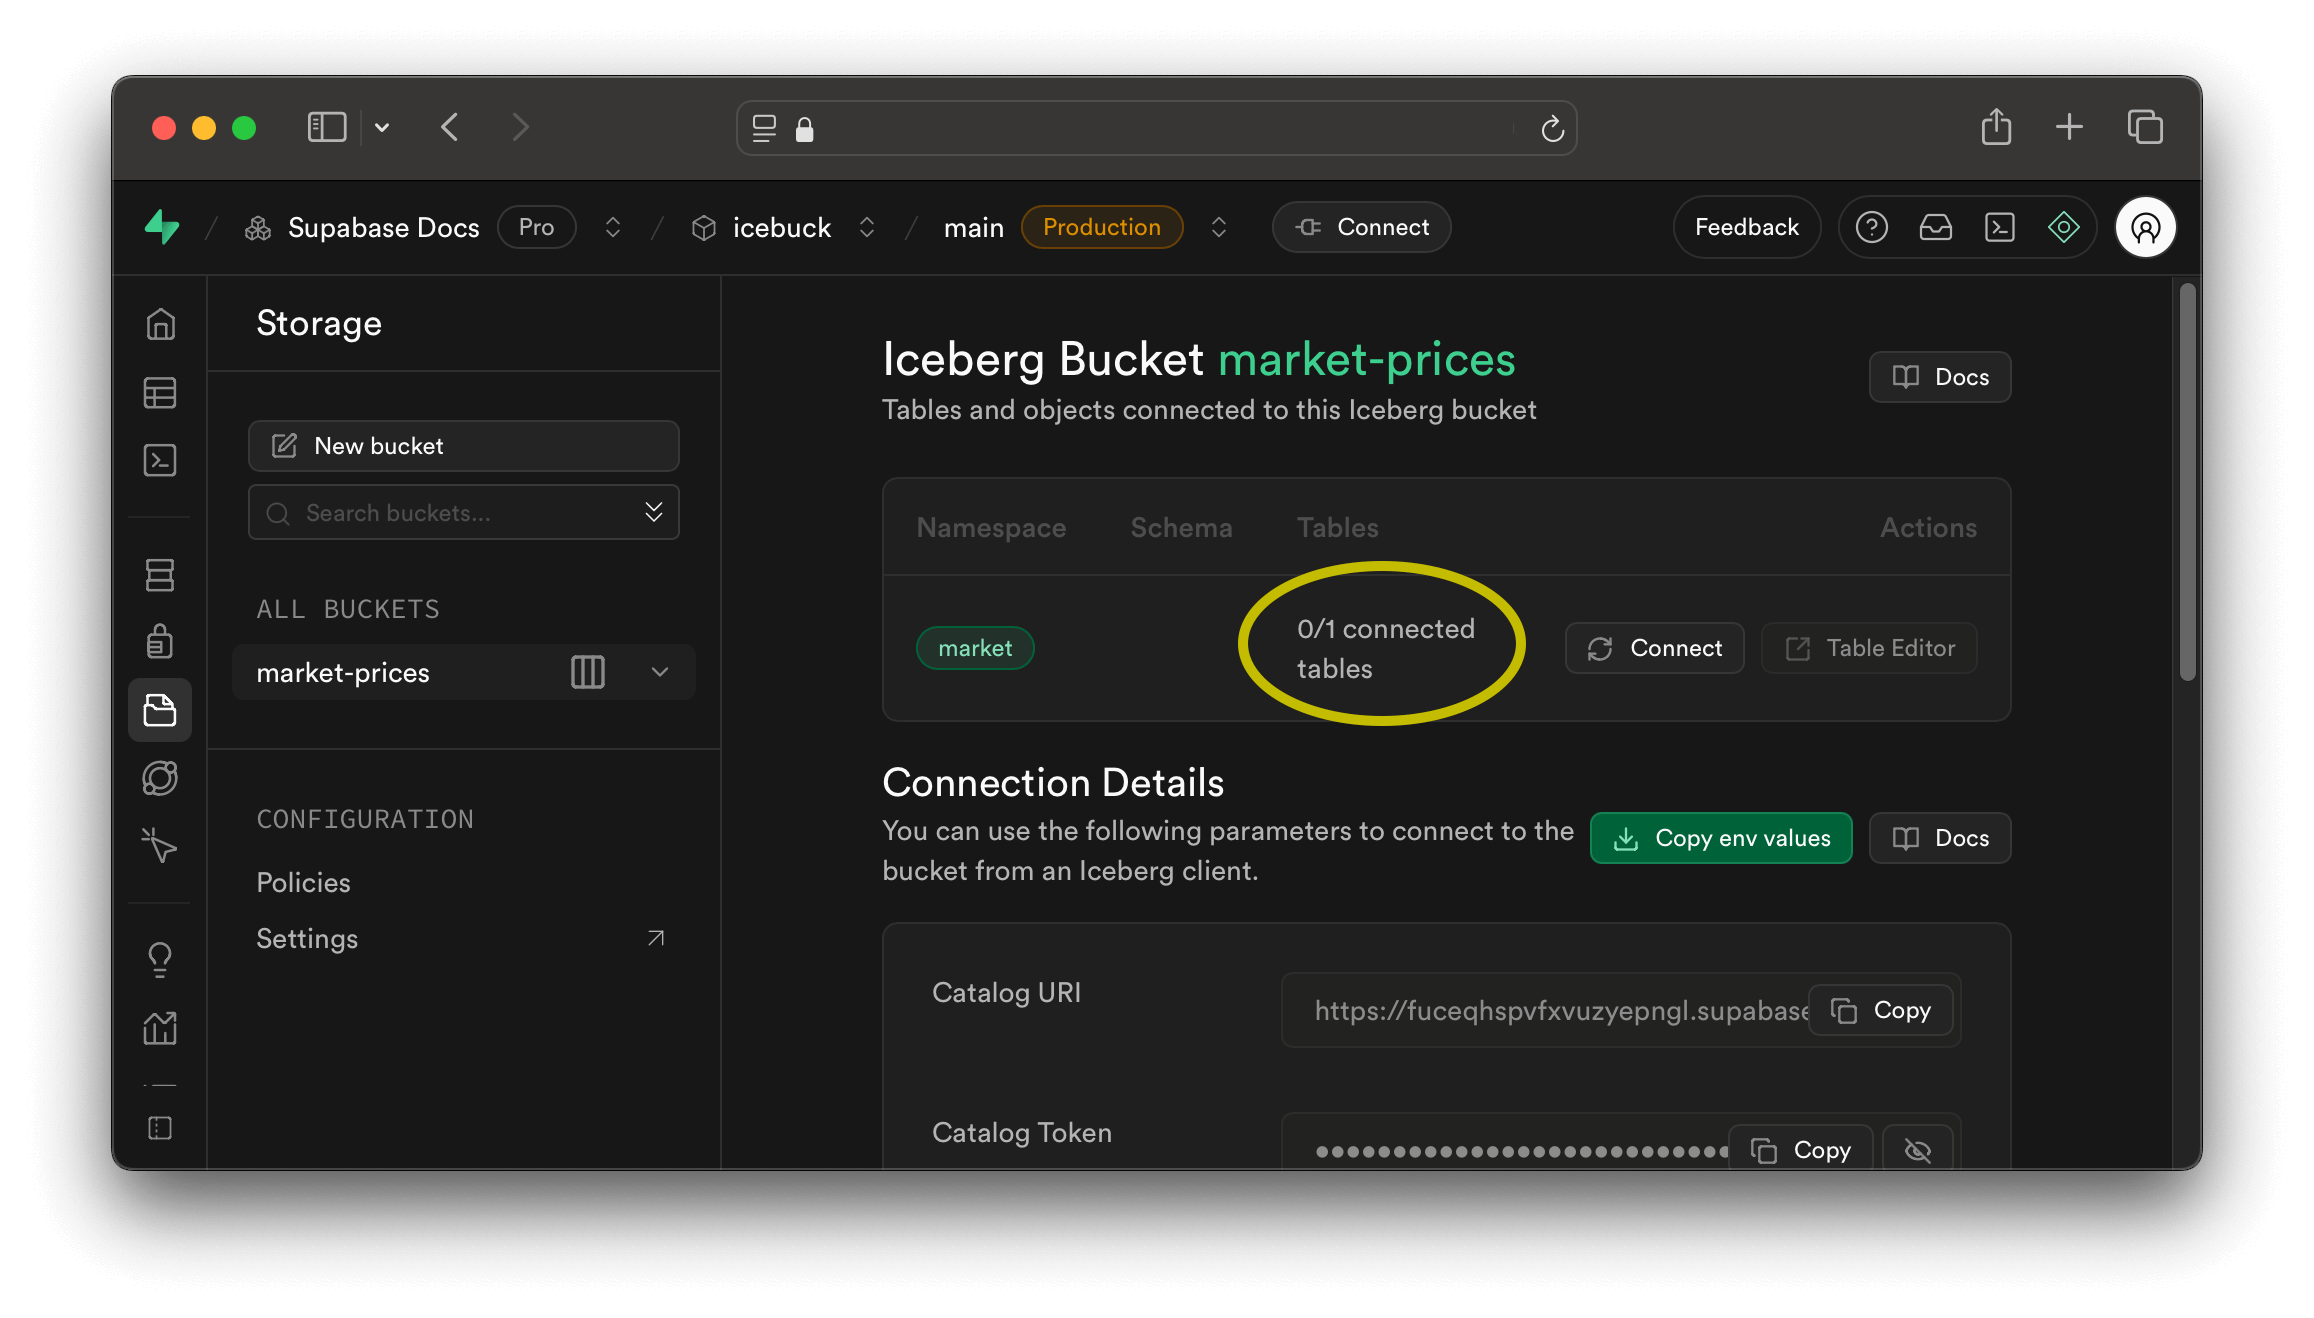 Supabase Docs Pro icebuck main Production Connect Feedback
Storage
New bucket
Search buckets...
ALL BUCKETS
market-prices
CONFIGURATION
Policies
Settings
Iceberg Bucket market-prices
Tables and objects connected to this Iceberg bucket
Docs
Namespace Schema Tables Actions
market
0/1 connected
tables
Connect
Table Editor
Connection Details
You can use the following parameters to connect to the
bucket from an Iceberg client.
Copy env values
Docs
Catalog URI
https://fuceqhspvfxvuzyepngl.supabase
Copy
Catalog Token
Copy